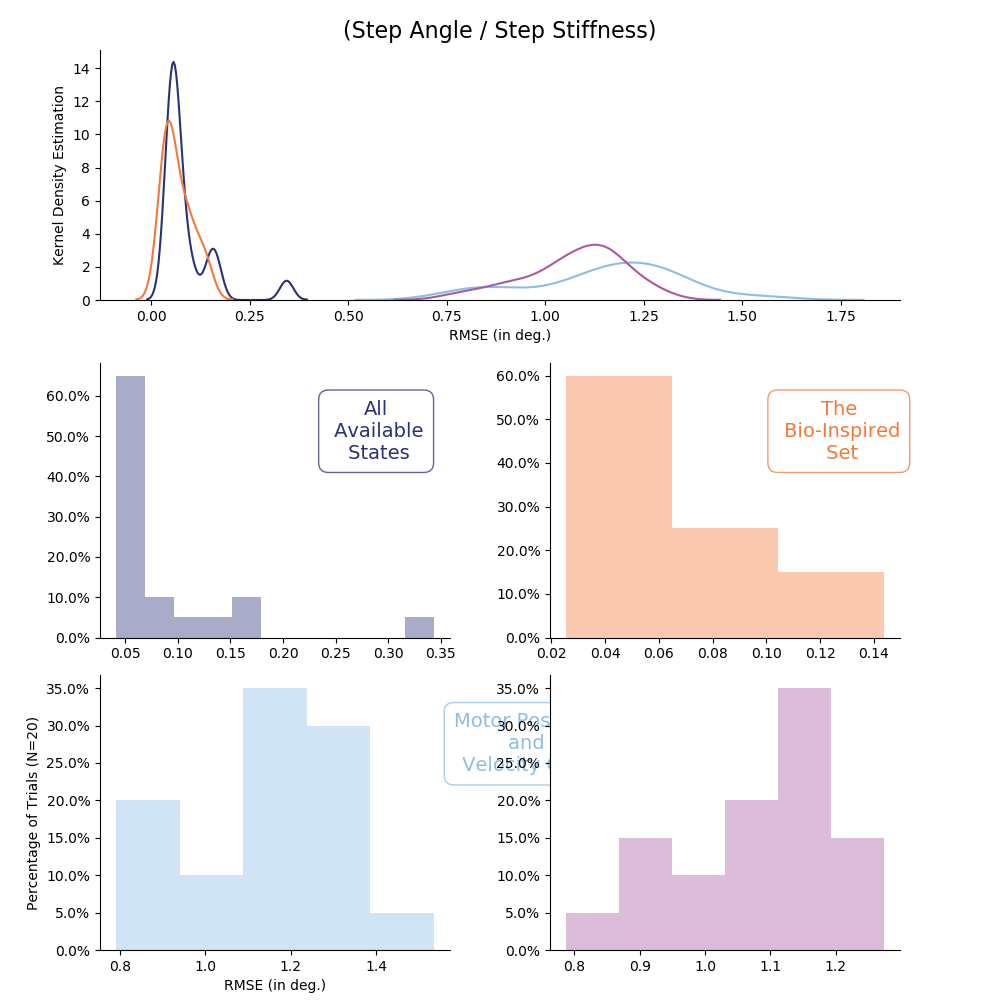 (Step Angle / Step Stiffness)
Kernel Density Estimation
14
12
10
8
6
4
2
0
0.00 0.25 0.50 0.75 1.00 1.25 1.50 1.75
RMSE (in deg.)
60.0%
50.0%
40.0%
30.0%
20.0%
10.0%
0.0%
0.05 0.10 0.15 0.20 0.25 0.30 0.35
All
Available
States
60.0%
50.0%
40.0%
30.0%
20.0%
10.0%
0.0%
0.02 0.04 0.06 0.08 0.10 0.12 0.14
The
Bio-Inspired
Set
Percentage of Trials (N=20)
35.0%
30.0%
25.0%
20.0%
15.0%
10.0%
5.0%
0.0%
0.8 1.0 1.2 1.4
RMSE (in deg.)
Motor
and
Velocity
35.0%
30.0%
25.0%
20.0%
15.0%
10.0%
5.0%
0.0%
0.8 0.9 1.0 1.1 1.2